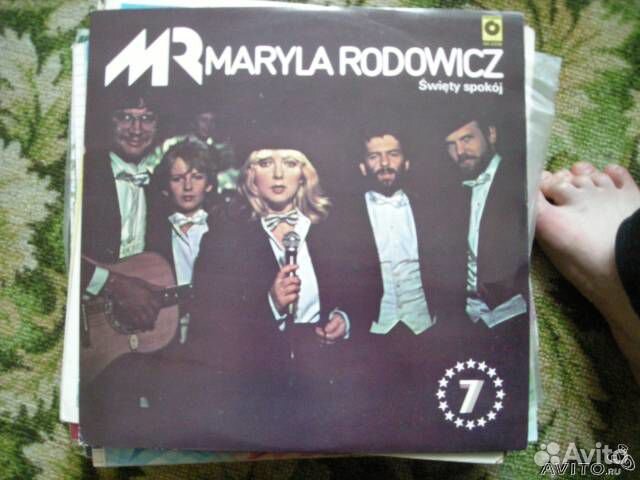 MR MARYLA RODOWICZ
Święty spokój
7
Avito
AVITO.RU